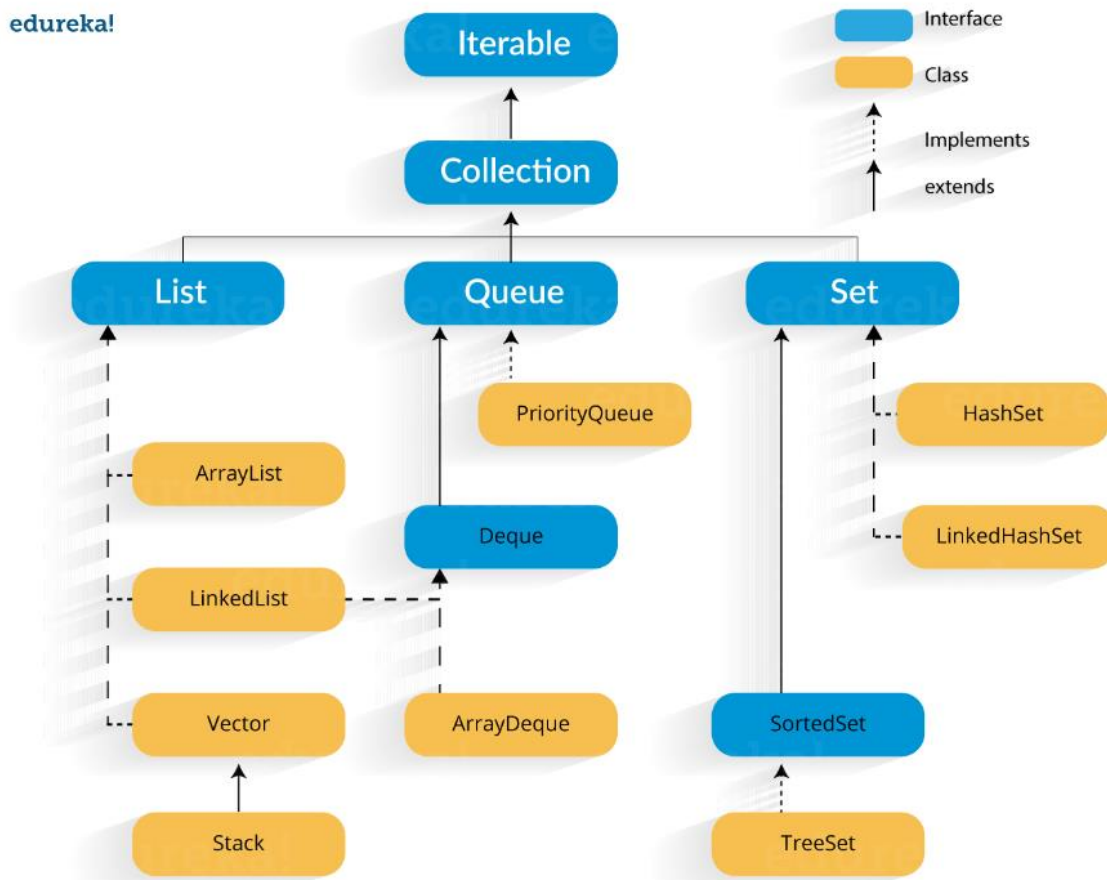 edureka!
Iterable
Interface
Class
Collection
Implements
extends
List
Queue
Set
PriorityQueue
HashSet
ArrayList
Deque
LinkedHashSet
LinkedList
Vector
ArrayDeque
SortedSet
Stack
TreeSet